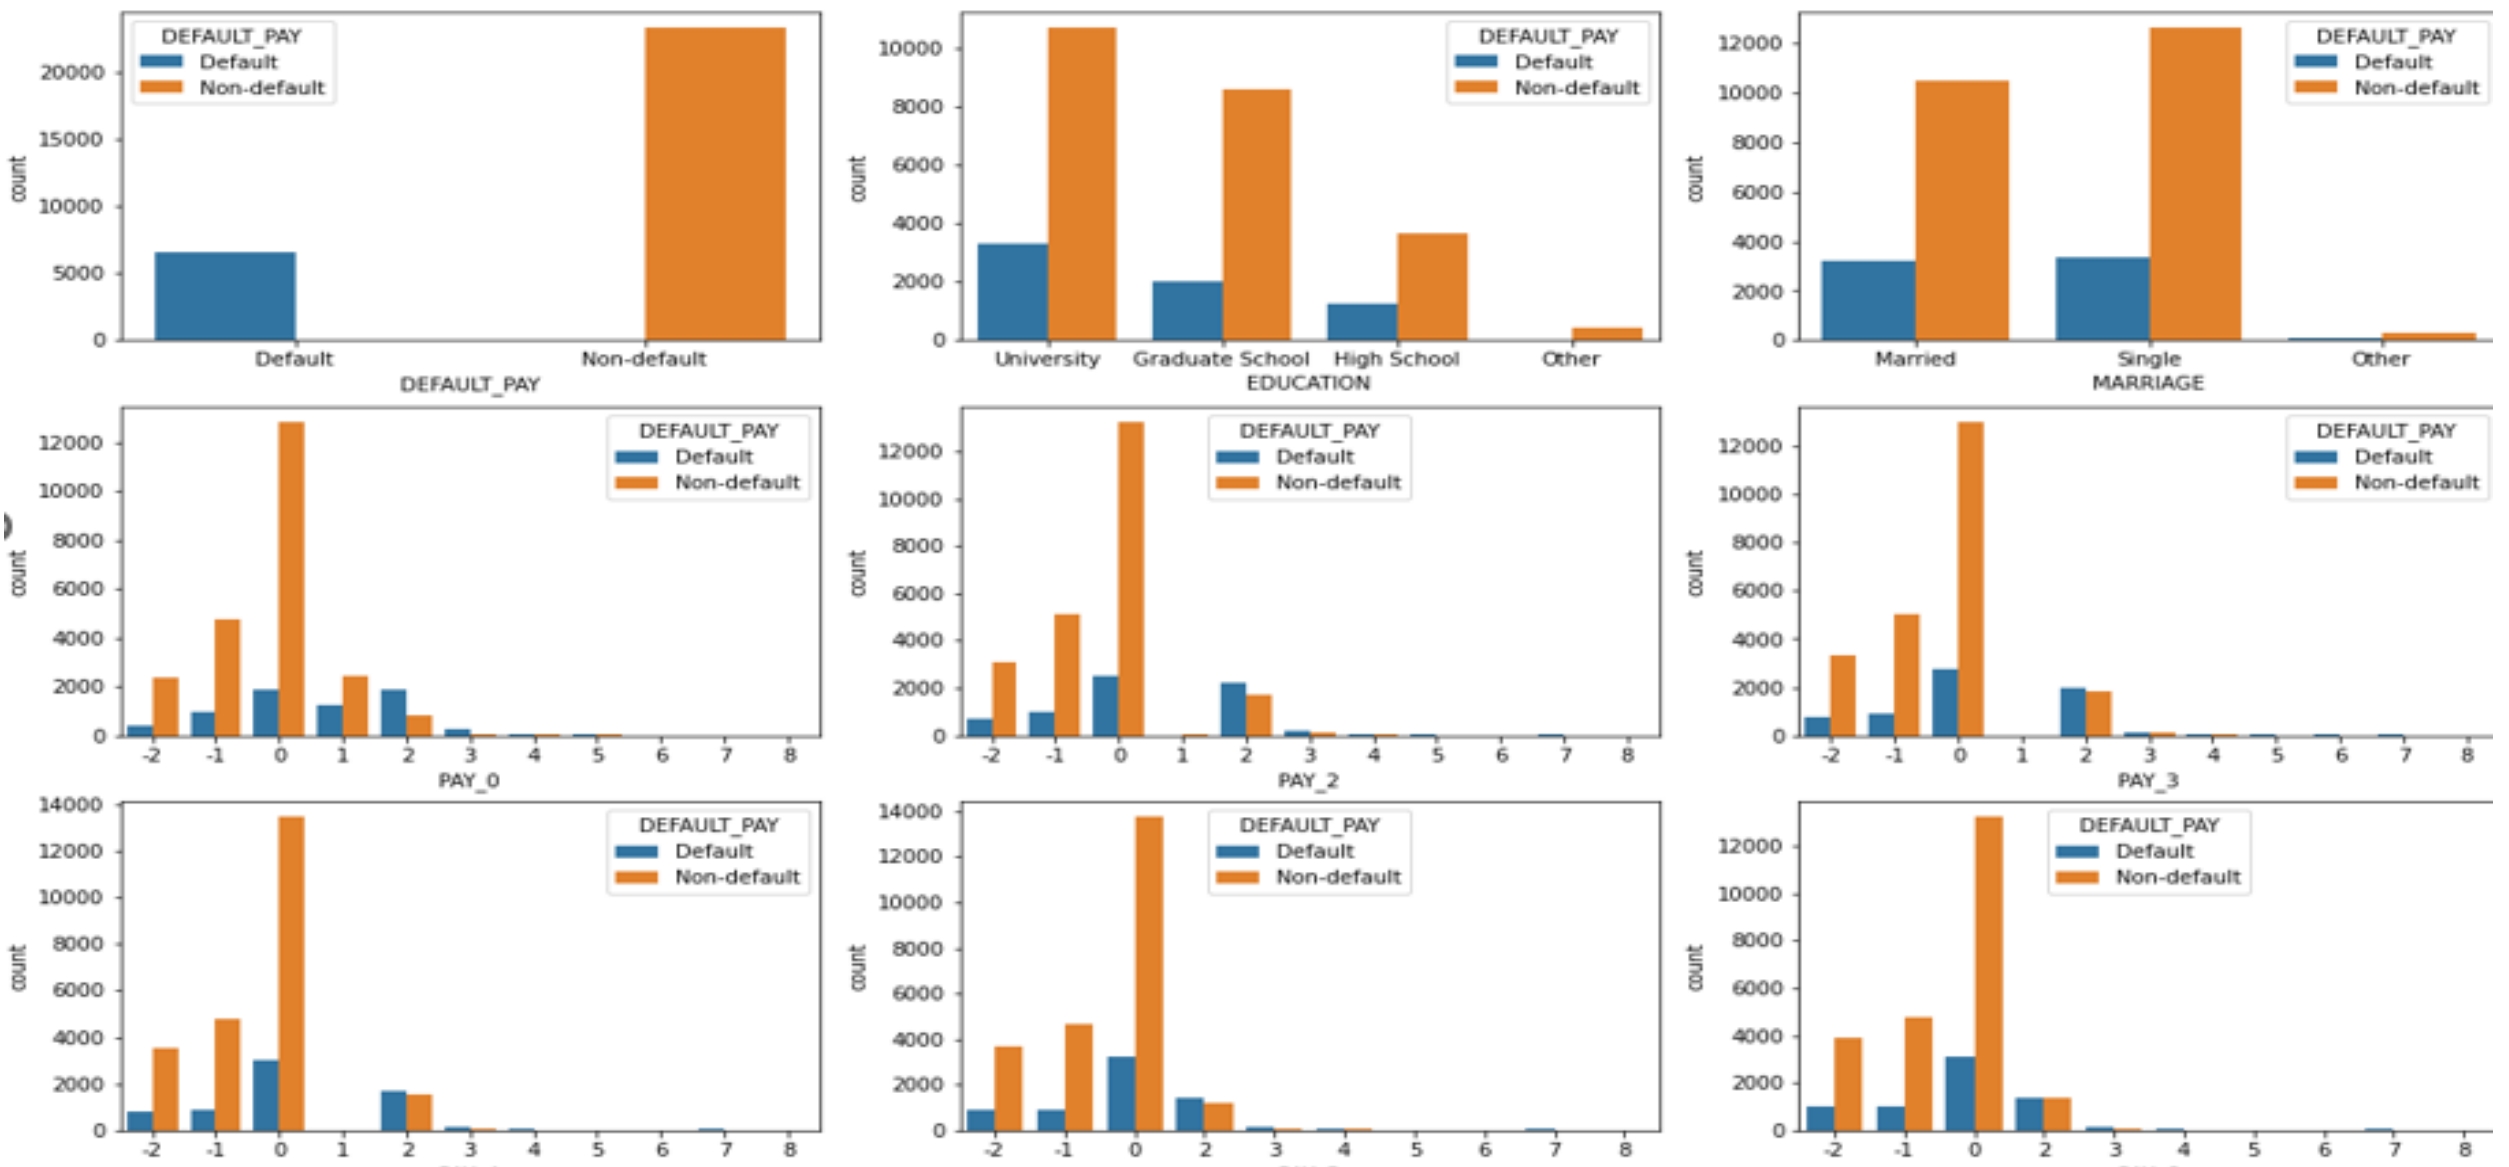 DEFAULT_PAY
Default
Non-default
20000
15000
10000
5000
0
count
Default Non-default
DEFAULT_PAY
DEFAULT_PAY
Default
Non-default
10000
8000
6000
4000
2000
0
count
University Graduate School High School Other
EDUCATION
DEFAULT_PAY
Default
Non-default
12000
10000
8000
6000
4000
2000
0
count
Married Single Other
MARRIAGE
DEFAULT_PAY
Default
Non-default
12000
10000
8000
6000
4000
2000
0
count
-2 -1 0 1 2 3 4 5 6 7 8
PAY_0
DEFAULT_PAY
Default
Non-default
12000
10000
8000
6000
4000
2000
0
count
-2 -1 0 1 2 3 4 5 6 7 8
PAY_2
DEFAULT_PAY
Default
Non-default
12000
10000
8000
6000
4000
2000
0
count
-2 -1 0 1 2 3 4 5 6 7 8
PAY_3
DEFAULT_PAY
Default
Non-default
14000
12000
10000
8000
6000
4000
2000
0
count
-2 -1 0 1 2 3 4 5 6 7 8
DEFAULT_PAY
Default
Non-default
14000
12000
10000
8000
6000
4000
2000
0
count
-2 -1 0 2 3 4 5 6 7 8
DEFAULT_PAY
Default
Non-default
12000
10000
8000
6000
4000
2000
0
count
-2 -1 0 2 3 4 5 6 7 8